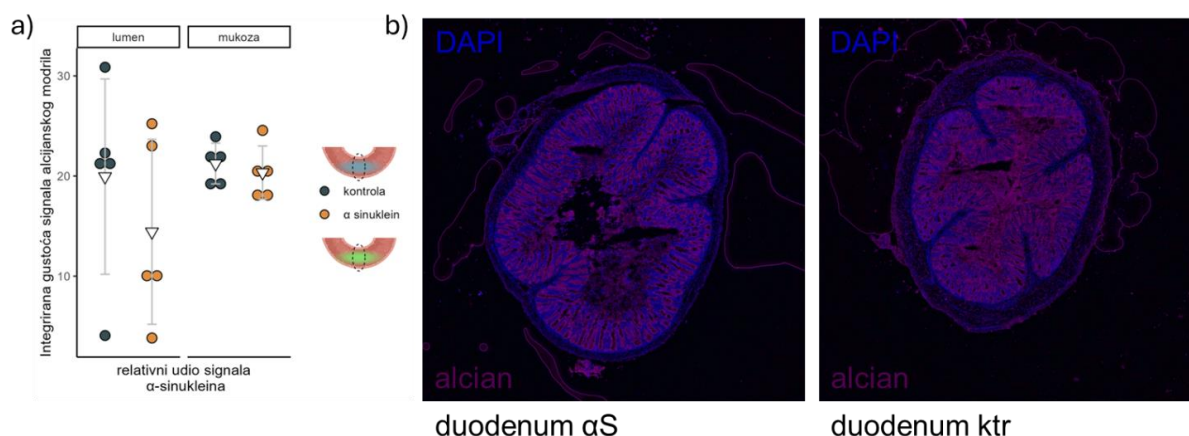 a)
lumen
mukoza
30
20
10
Integrirana gustoća signala alcijanskog modrila
relativni udio signala
α-sinukleina
kontrola
α sinuklein
b)
DAPI
alcian
duodenum αS
DAPI
alcian
duodenum ktr